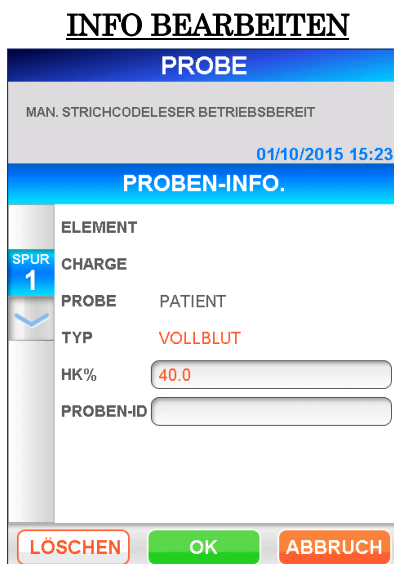 INFO BEARBEITEN
PROBE
MAN. STRICHCODELESER BETRIEBSBEREIT
01/10/2015 15:23
PROBEN-INFO.
ELEMENT
SPUR
1
CHARGE
PROBE PATIENT
TYP VOLLBLUT
HK% 40.0
PROBEN-ID
LÖSCHEN OK ABBRUCH